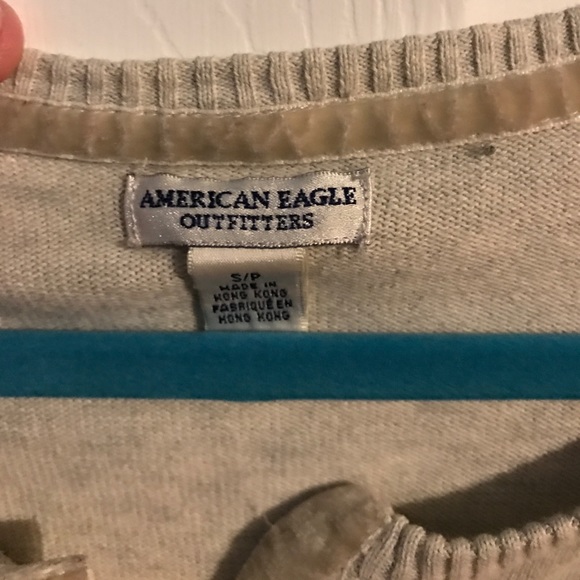 AMERICAN EAGLE
OUTFITTERS
S/P
MADE IN
HONG KONG
FABRIQUÉ EN
HONG KONG